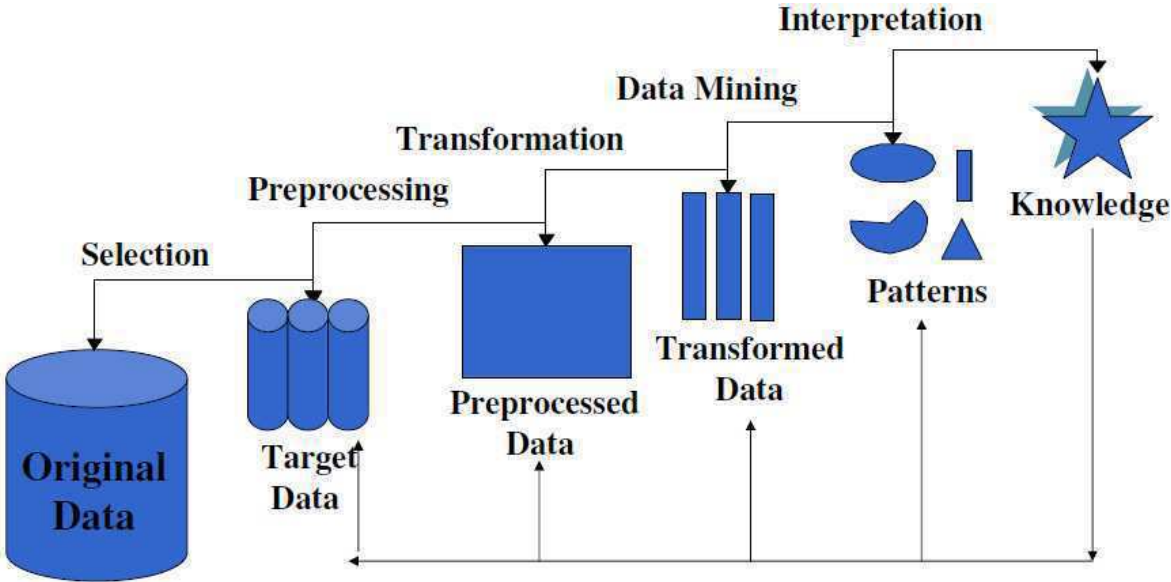 Interpretation
Data Mining
Transformation
Preprocessing
Selection
Knowledge
Patterns
Transformed
Data
Preprocessed
Data
Target
Data
Original
Data